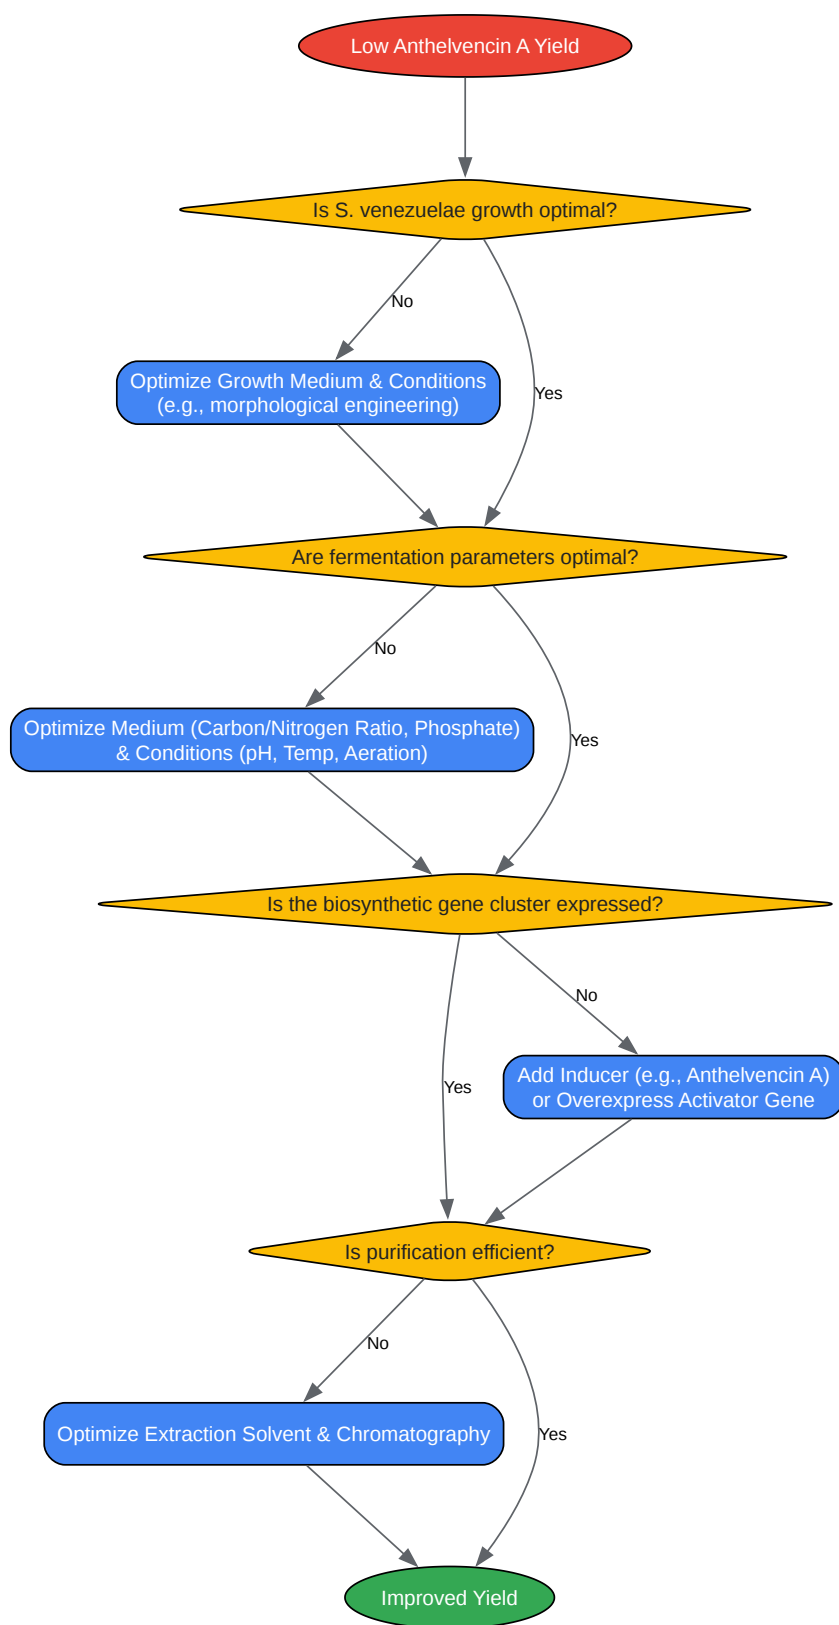 Low Anthelvencin A Yield
Is S. venezuelae growth optimal?
No
Optimize Growth Medium & Conditions
(e.g., morphological engineering)
Yes
Are fermentation parameters optimal?
No
Optimize Medium (Carbon/Nitrogen Ratio, Phosphate)
& Conditions (pH, Temp, Aeration)
Yes
Is the biosynthetic gene cluster expressed?
No
Add Inducer (e.g., Anthelvencin A)
or Overexpress Activator Gene
Yes
Is purification efficient?
No
Optimize Extraction Solvent & Chromatography
Yes
Improved Yield